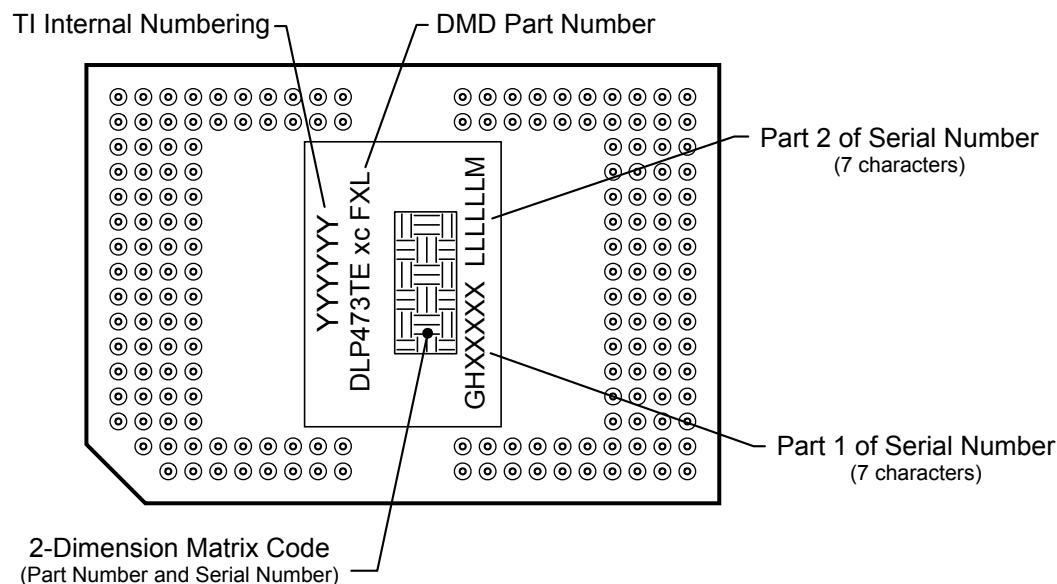 TI Internal Numbering
DMD Part Number
Part 2 of Serial Number
(7 characters)
YYYYYY
DLP473TE xc FXL
GHXXXXX LLLLLLM
Part 1 of Serial Number
(7 characters)
2-Dimension Matrix Code
(Part Number and Serial Number)